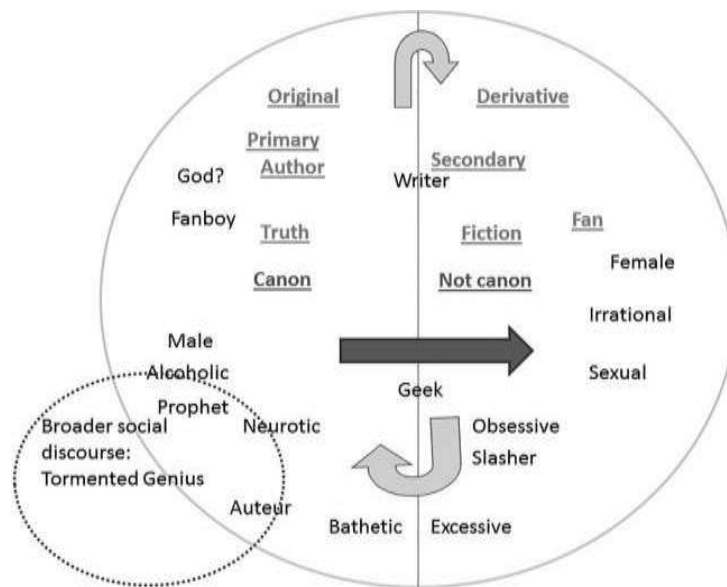 Original
Derivative
Primary
Author
Secondary
God?
Writer
Fanboy
Truth
Fiction
Fan
Canon
Not canon
Female
Irrational
Male
Alcoholic
Sexual
Geek
Prophet
Broader social
discourse:
Tormented Genius
Neurotic
Obsessive
Slasher
Auteur
Bathetic
Excessive